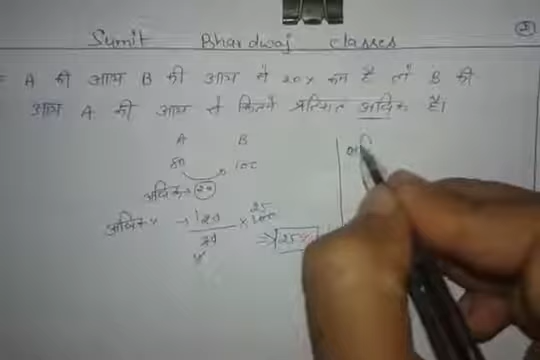 Sumit Bhardwaj classes
A की आय B की आय से 20% कम है तो B की
आय A की आय से कितने प्रतिशत अधिक है।
A B
80 100
अधिक → 20
अधिक % → 20 × 100 25
80
⇒ 25%